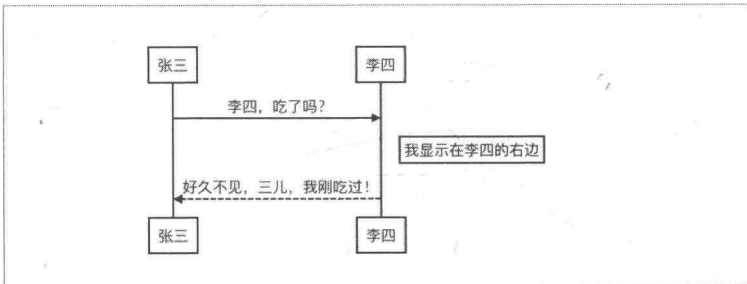 张三
李四
李四，吃了吗？
我显示在李四的右边
好久不见，三儿，我刚吃过！
张三
李四